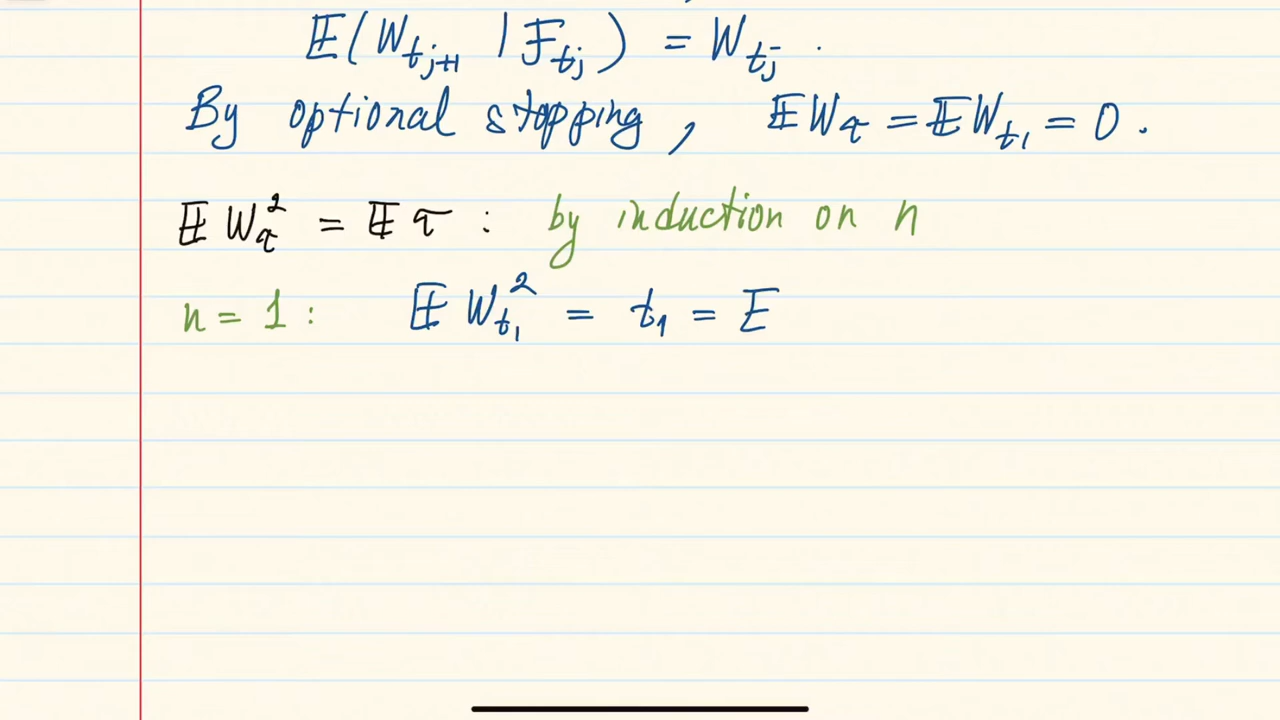 𝔼(W_{t_{j+1}} | ℱ_{t_j}) = W_{t_j}.
By optional stopping, 𝔼W_τ = 𝔼W_{t_1} = 0.
𝔼W_τ^2 = 𝔼τ : by induction on n
n = 1 : 𝔼W_{t_1}^2 = t_1 = E